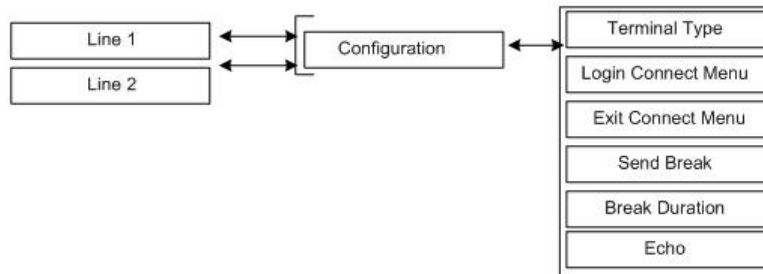 Line 1
Line 2
Configuration
Terminal Type
Login Connect Menu
Exit Connect Menu
Send Break
Break Duration
Echo